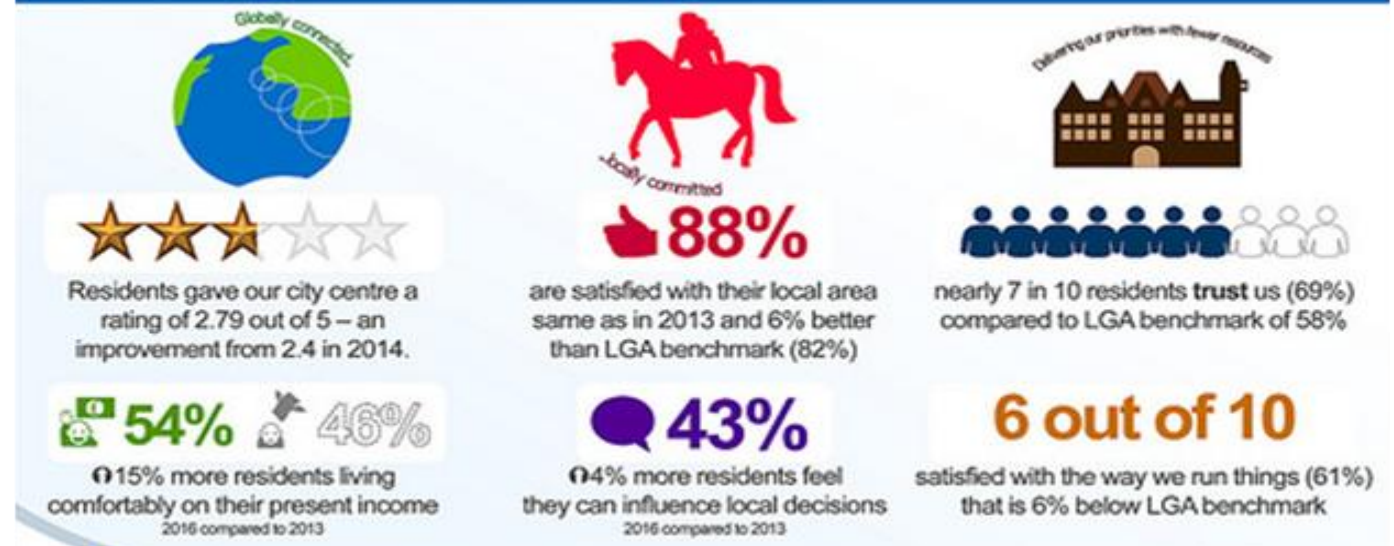 Globally connected,
...locally committed
Delivering our priorities with fewer resources
88%
Residents gave our city centre a
rating of 2.79 out of 5 – an
improvement from 2.4 in 2014.
are satisfied with their local area
same as in 2013 and 6% better
than LGA benchmark (82%)
nearly 7 in 10 residents trust us (69%)
compared to LGA benchmark of 58%
54% 46%
15% more residents living
comfortably on their present income
2016 compared to 2013
43%
4% more residents feel
they can influence local decisions
2016 compared to 2013
6 out of 10
satisfied with the way we run things (61%)
that is 6% below LGA benchmark